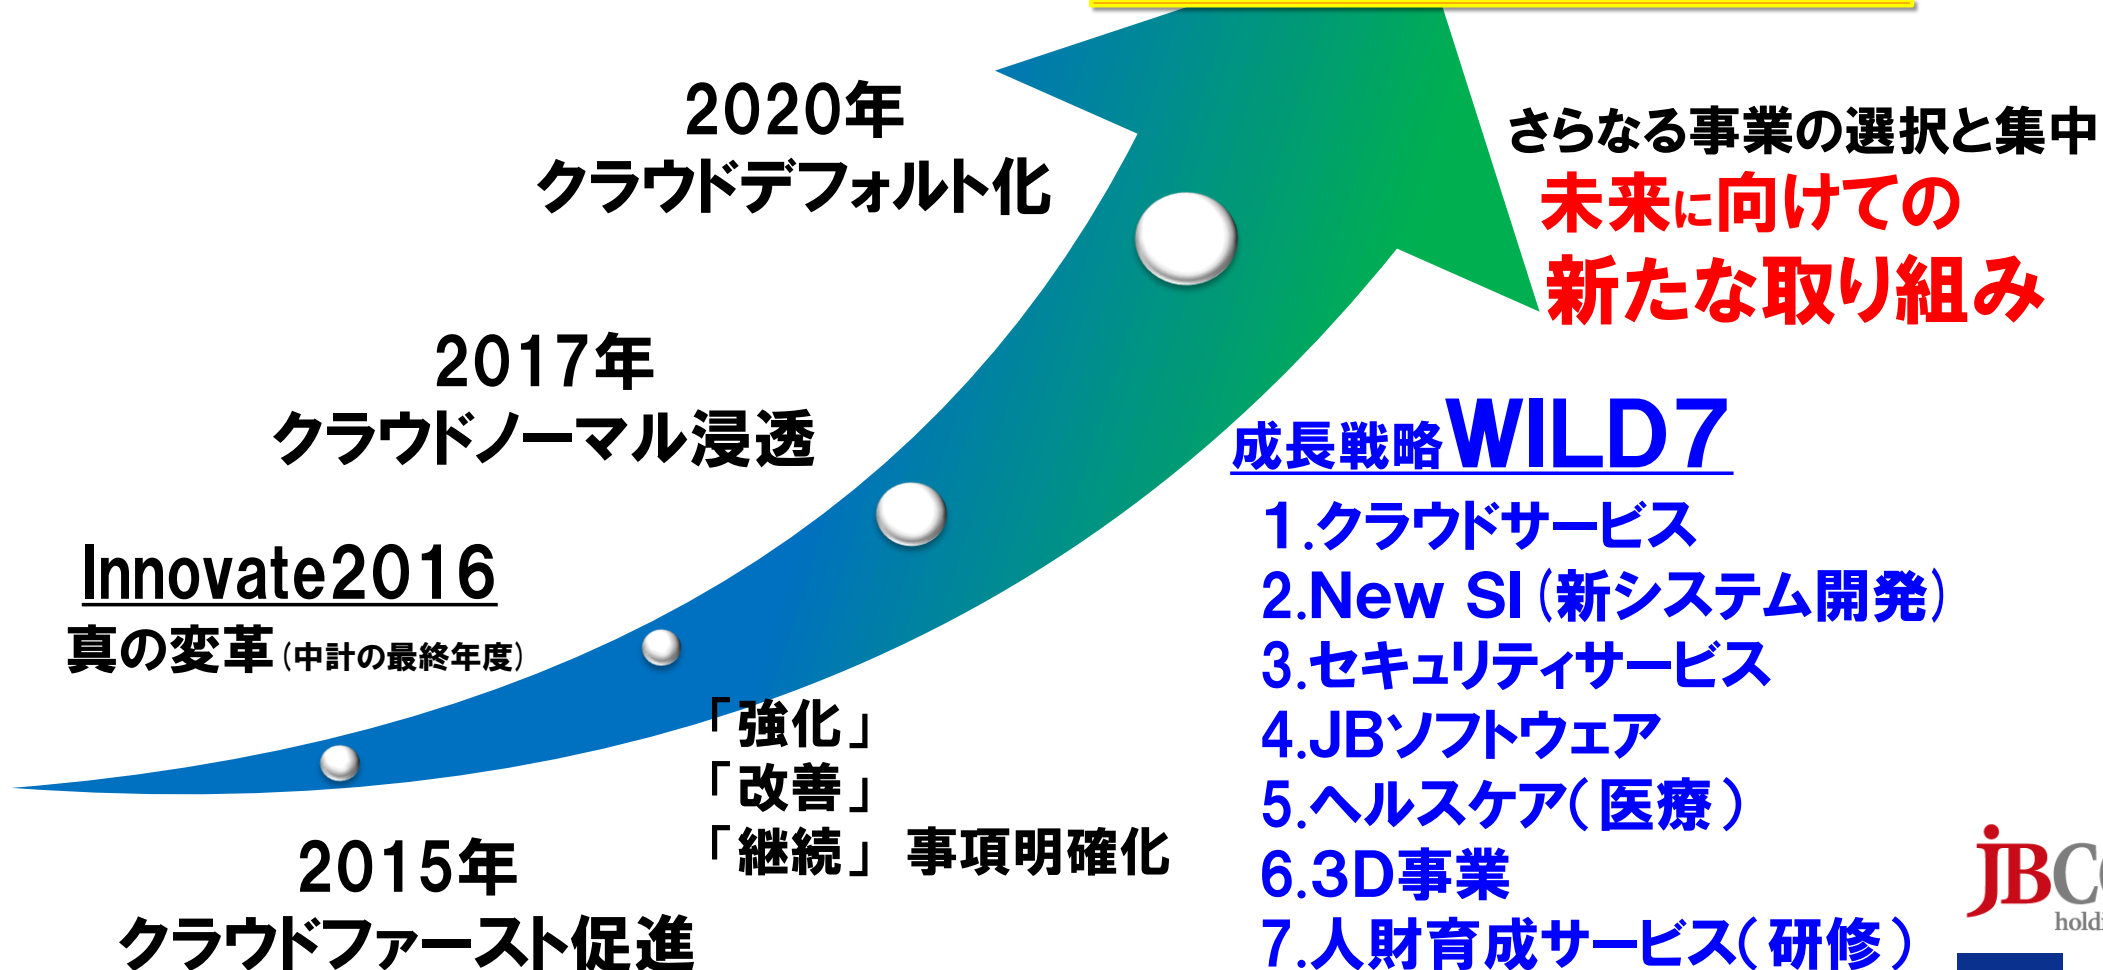 2020年
クラウドデフォルト化
さらなる事業の選択と集中
未来に向けての
新たな取り組み
2017年
クラウドノーマル浸透
成長戦略WILD7
1.クラウドサービス
2.New SI(新システム開発)
3.セキュリティサービス
4.JBソフトウェア
5.ヘルスケア(医療)
6.3D事業
7.人財育成サービス(研修)
Innovate2016
真の変革(中計の最終年度)
「強化」
「改善」
「継続」事項明確化
2015年
クラウドファースト促進